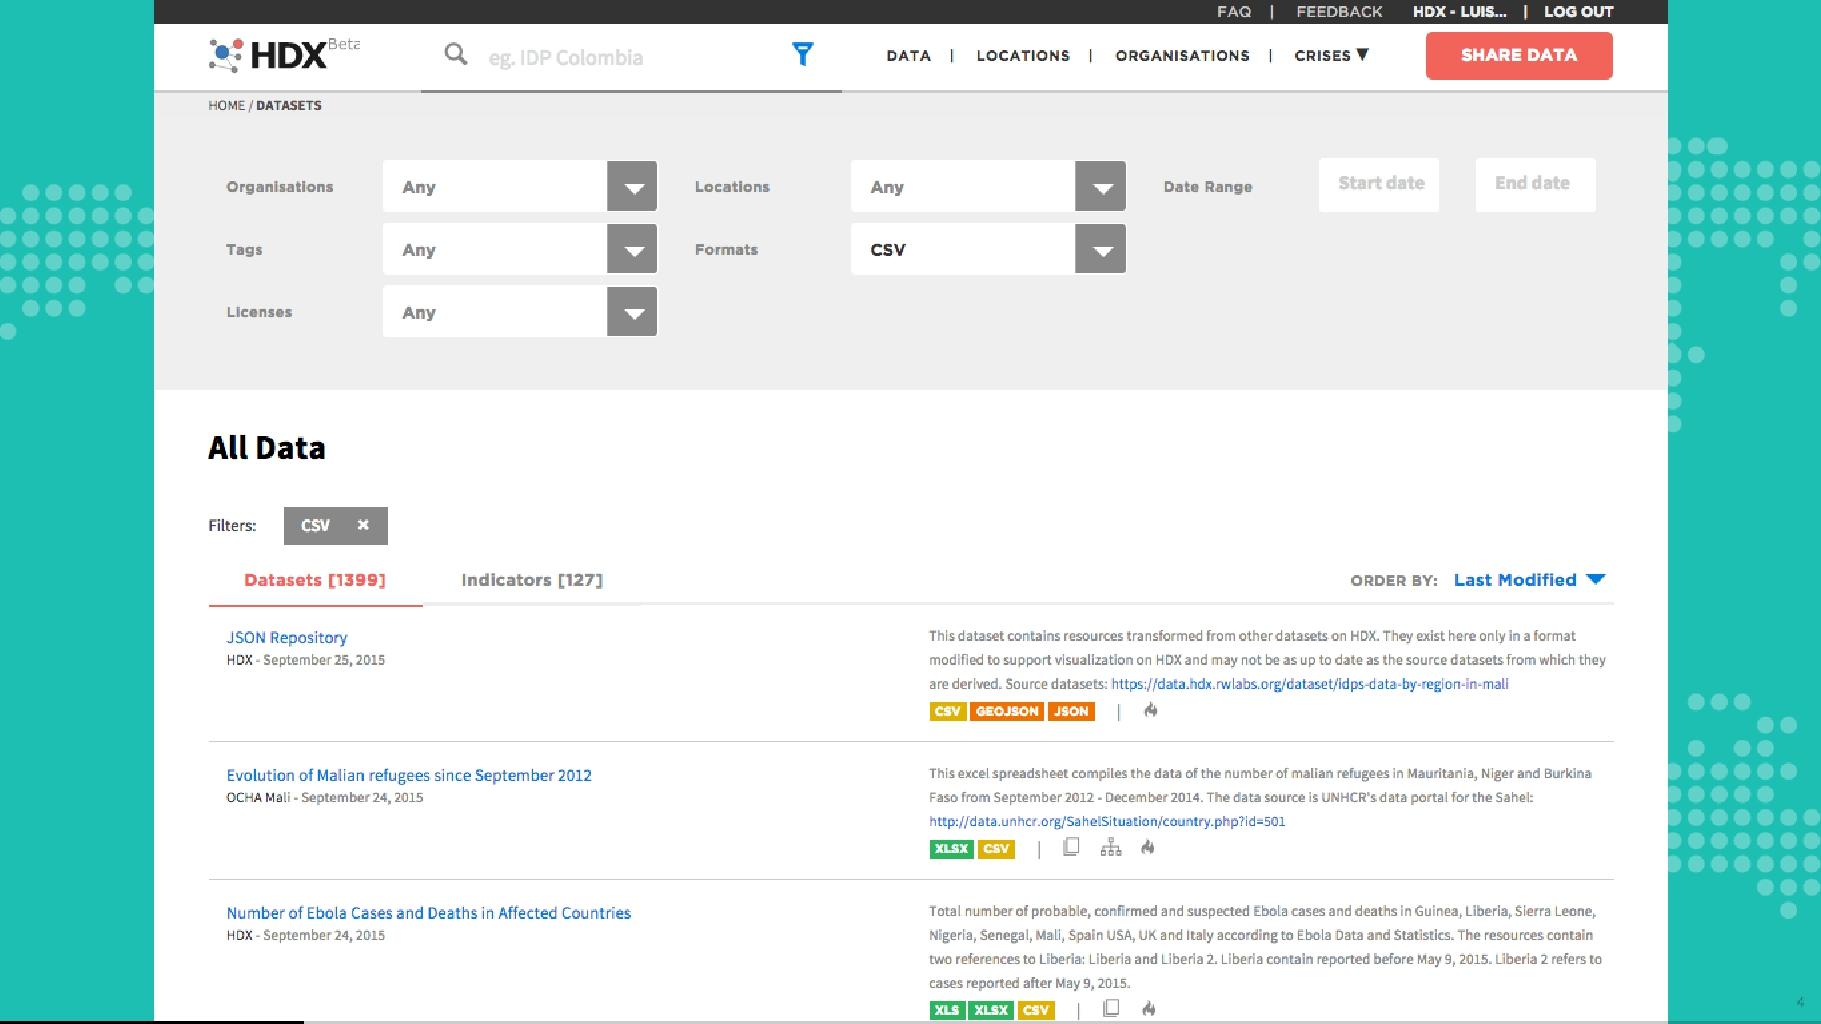 FAQ | FEEDBACK HDX - LUIS... | LOG OUT
HDX Beta eg. IDP Colombia DATA | LOCATIONS | ORGANISATIONS | CRISES ▼ SHARE DATA
HOME / DATASETS
Organisations Any Locations Any Date Range Start date End date
Tags Any Formats CSV
Licenses Any
All Data
Filters: CSV ×
Datasets [1399] Indicators [127] ORDER BY: Last Modified
JSON Repository
HDX - September 25, 2015
This dataset contains resources transformed from other datasets on HDX. They exist here only in a format
modified to support visualization on HDX and may not be as up to date as the source datasets from which they
are derived. Source datasets: https://data.hdx.rwlabs.org/dataset/idps-data-by-region-in-mali
CSV GEOJSON JSON |
Evolution of Malian refugees since September 2012
OCHA Mali - September 24, 2015
This excel spreadsheet compiles the data of the number of malian refugees in Mauritania, Niger and Burkina
Faso from September 2012 - December 2014. The data source is UNHCR's data portal for the Sahel:
http://data.unhcr.org/SahelSituation/country.php?id=501
XLSX CSV |
Number of Ebola Cases and Deaths in Affected Countries
HDX - September 24, 2015
Total number of probable, confirmed and suspected Ebola cases and deaths in Guinea, Liberia, Sierra Leone,
Nigeria, Senegal, Mali, Spain USA, UK and Italy according to Ebola Data and Statistics. The resources contain
two references to Liberia: Liberia and Liberia 2. Liberia contain reported before May 9, 2015. Liberia 2 refers to
cases reported after May 9, 2015.
XLS XLSX CSV |
4